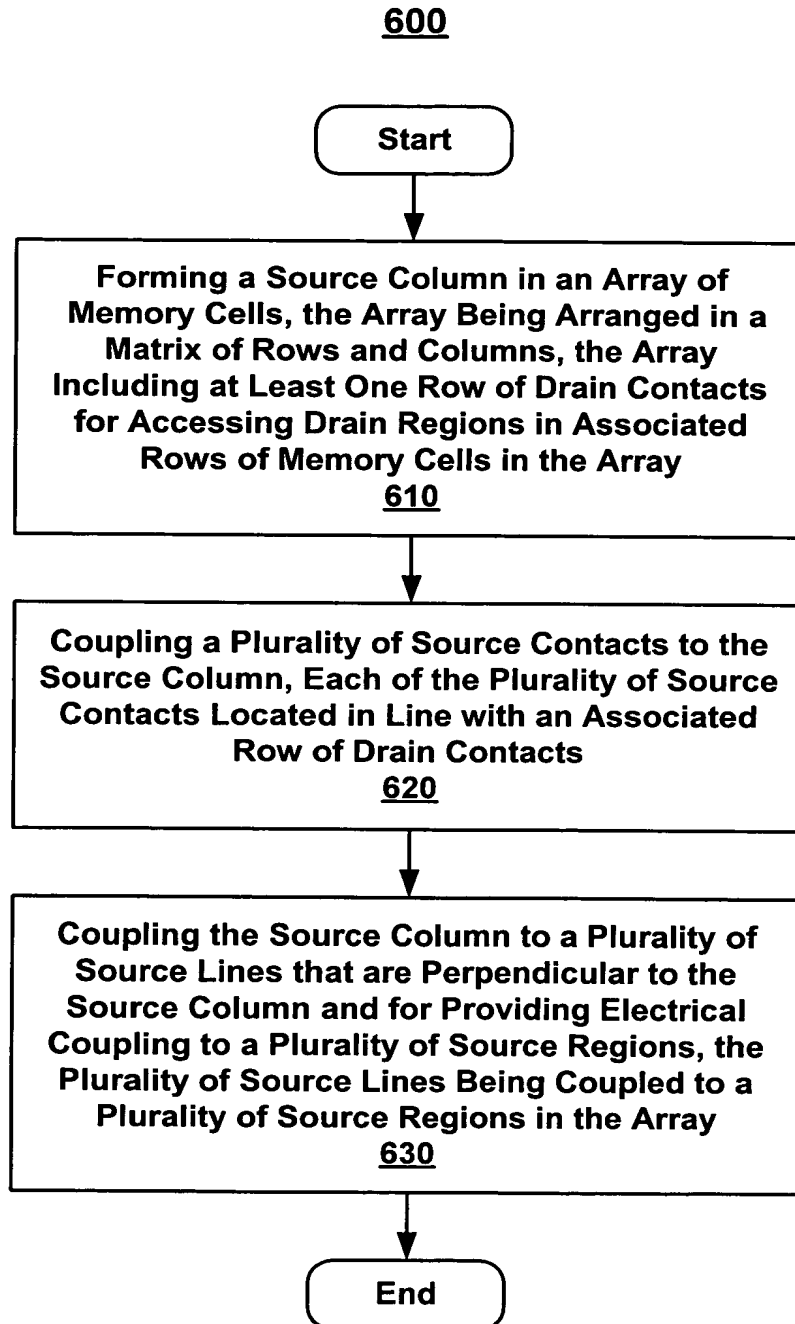 600
Start
Forming a Source Column in an Array of
Memory Cells, the Array Being Arranged in a
Matrix of Rows and Columns, the Array
Including at Least One Row of Drain Contacts
for Accessing Drain Regions in Associated
Rows of Memory Cells in the Array
610
Coupling a Plurality of Source Contacts to the
Source Column, Each of the Plurality of Source
Contacts Located in Line with an Associated
Row of Drain Contacts
620
Coupling the Source Column to a Plurality of
Source Lines that are Perpendicular to the
Source Column and for Providing Electrical
Coupling to a Plurality of Source Regions, the
Plurality of Source Lines Being Coupled to a
Plurality of Source Regions in the Array
630
End